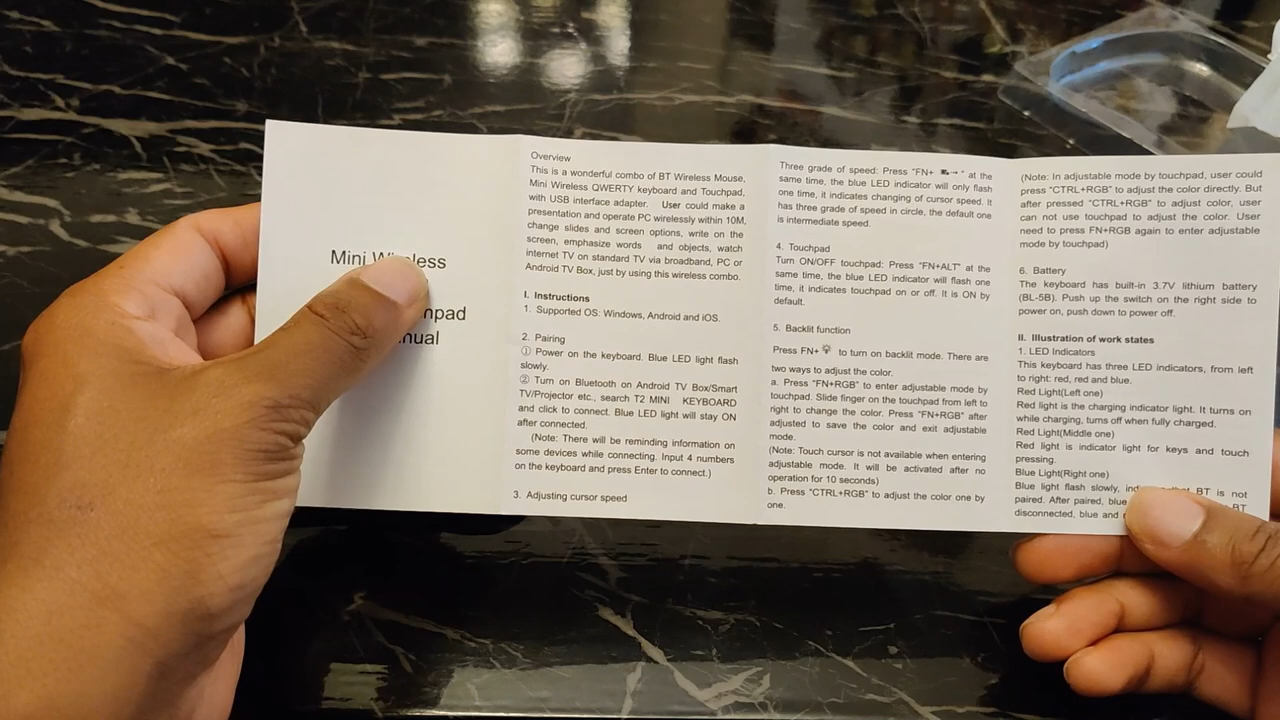 Mini
npad
nual
Overview
This is a wonderful combo of BT Wireless Mouse,
Mini Wireless QWERTY keyboard and Touchpad,
with USB interface adapter. User could make a
presentation and operate PC wirelessly within 10M,
change slides and screen options, write on the
screen, emphasize words and objects, watch
internet TV on standard TV via broadband, PC or
Android TV Box, just by using this wireless combo.
I. Instructions
1. Supported OS: Windows, Android and iOS.
2. Pairing
① Power on the keyboard. Blue LED light flash
slowly.
② Turn on Bluetooth on Android TV Box/Smart
TV/Projector etc., search T2 MINI KEYBOARD
and click to connect. Blue LED light will stay ON
after connected.
(Note: There will be reminding information on
some devices while connecting. Input 4 numbers
on the keyboard and press Enter to connect.)
3. Adjusting cursor speed
Three grade of speed: Press "FN+ " at the
same time, the blue LED indicator will only flash
one time, it indicates changing of cursor speed. It
has three grade of speed in circle, the default one
is intermediate speed.
4. Touchpad
Turn ON/OFF touchpad: Press "FN+ALT" at the
same time, the blue LED indicator will flash one
time, it indicates touchpad on or off. It is ON by
default.
5. Backlit function
Press FN+ to turn on backlit mode. There are
two ways to adjust the color.
a. Press "FN+RGB" to enter adjustable mode by
touchpad. Slide finger on the touchpad from left to
right to change the color. Press "FN+RGB" after
adjusted to save the color and exit adjustable
mode.
(Note: Touch cursor is not available when entering
adjustable mode. It will be activated after no
operation for 10 seconds)
b. Press "CTRL+RGB" to adjust the color one by
one.
(Note: In adjustable mode by touchpad, user could
press "CTRL+RGB" to adjust the color directly. But
after pressed "CTRL+RGB" to adjust color, user
can not use touchpad to adjust the color. User
need to press FN+RGB again to enter adjustable
mode by touchpad)
6. Battery
The keyboard has built-in 3.7V lithium battery
(BL-5B). Push up the switch on the right side to
power on, push down to power off.
II. Illustration of work states
1. LED Indicators
This keyboard has three LED indicators, from left
to right: red, red and blue.
Red Light(Left one)
Red light is the charging indicator light. It turns on
while charging, turns off when fully charged.
Red Light(Middle one)
Red light is indicator light for keys and touch
pressing.
Blue Light(Right one)
Blue light flash slowly, BT is not
paired. After paired, blue BT
disconnected, blue and